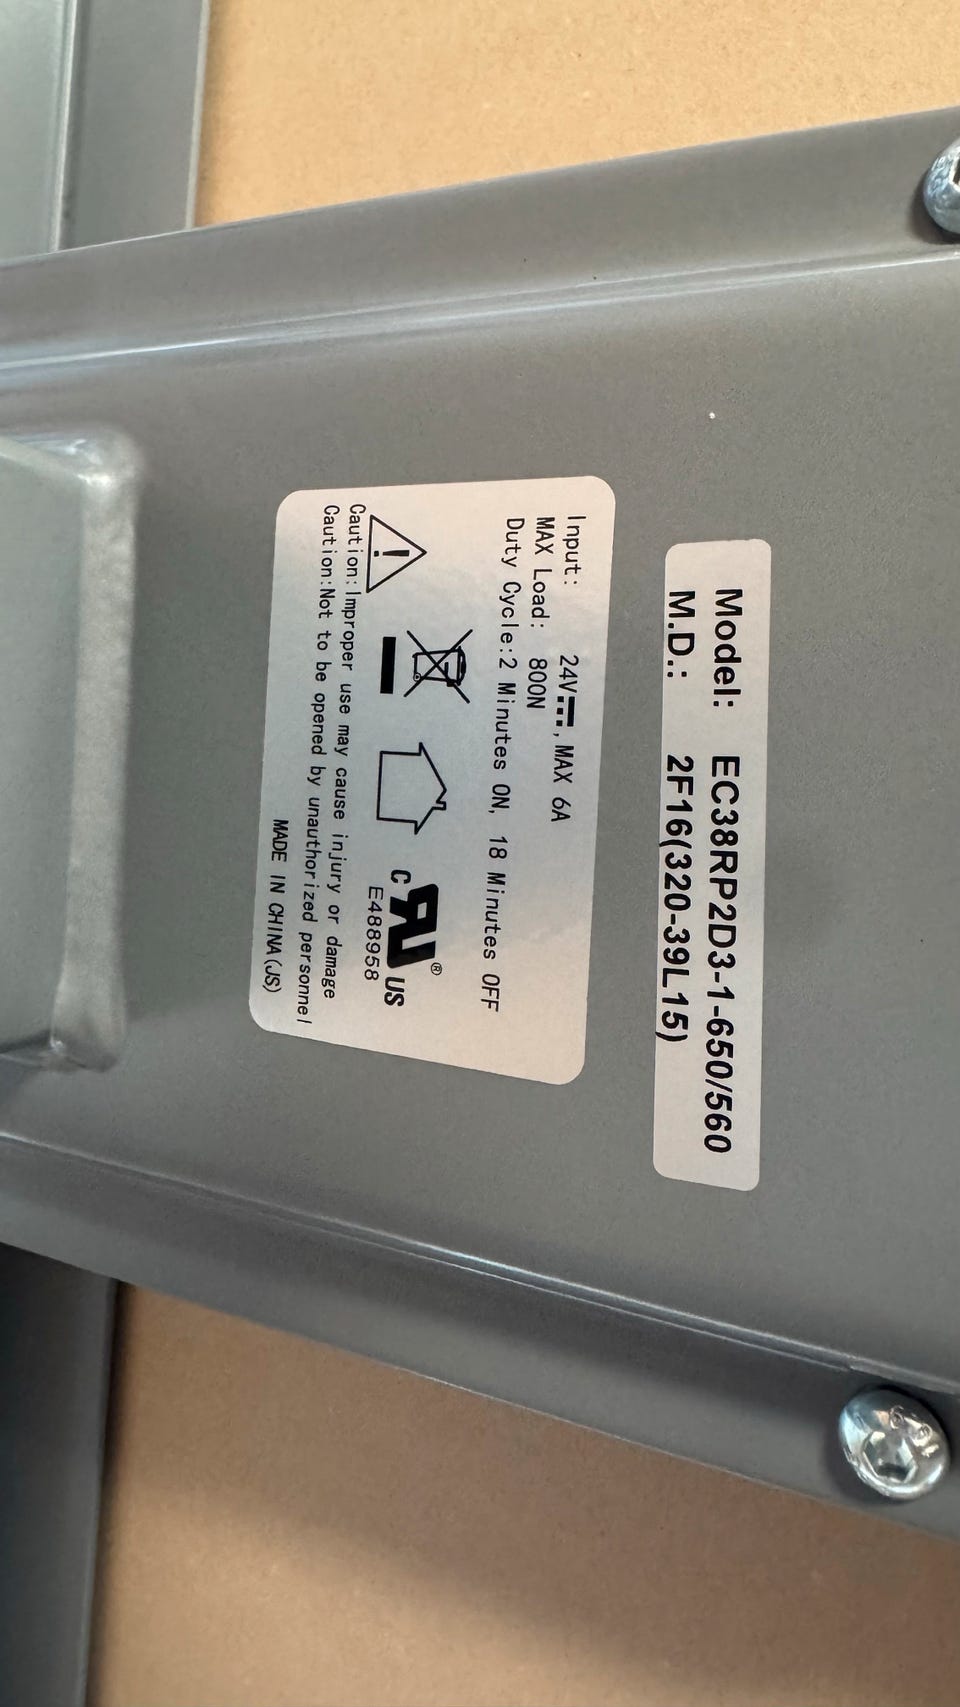 Model: EC38RP2D3-1-650/560
M.D.: 2F16(320-39L15)
Input: 24V⎓, MAX 6A
MAX Load: 800N
Duty Cycle:2 Minutes ON, 18 Minutes OFF
c RU® US
E488958
Caution:Improper use may cause injury or damage
Caution:Not to be opened by unauthorized personnel
MADE IN CHINA(JS)